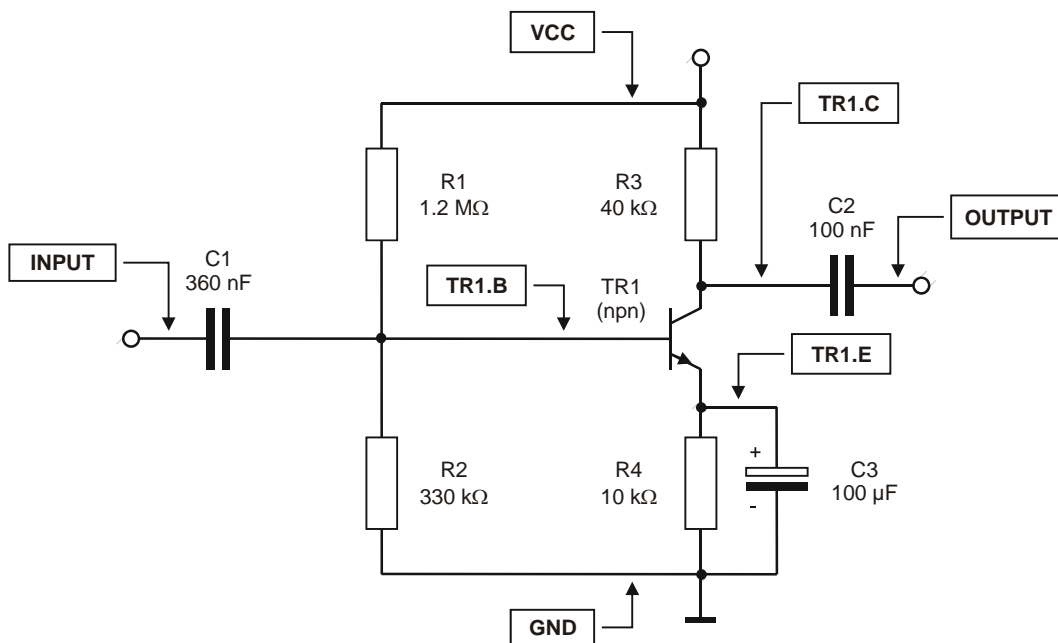 VCC
TR1.C
R1
1.2 MΩ
R3
40 kΩ
C2
100 nF
OUTPUT
INPUT
C1
360 nF
TR1.B
TR1
(npn)
TR1.E
R2
330 kΩ
R4
10 kΩ
+
-
C3
100 µF
GND